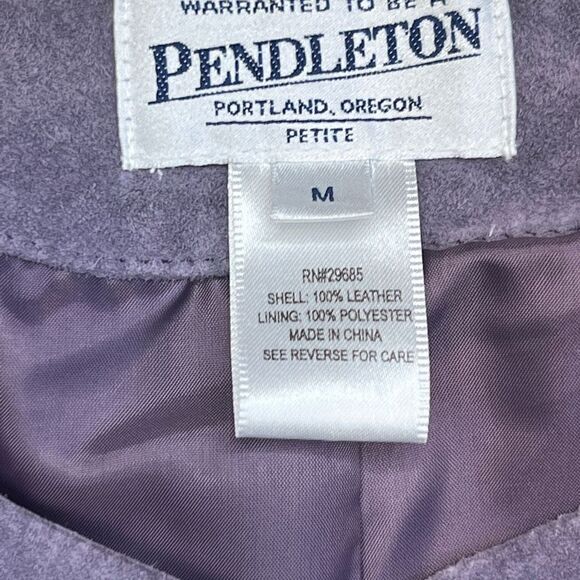 WARRANTED TO BE A
PENDLETON
PORTLAND, OREGON
PETITE
M
RN#29685
SHELL: 100% LEATHER
LINING: 100% POLYESTER
MADE IN CHINA
SEE REVERSE FOR CARE